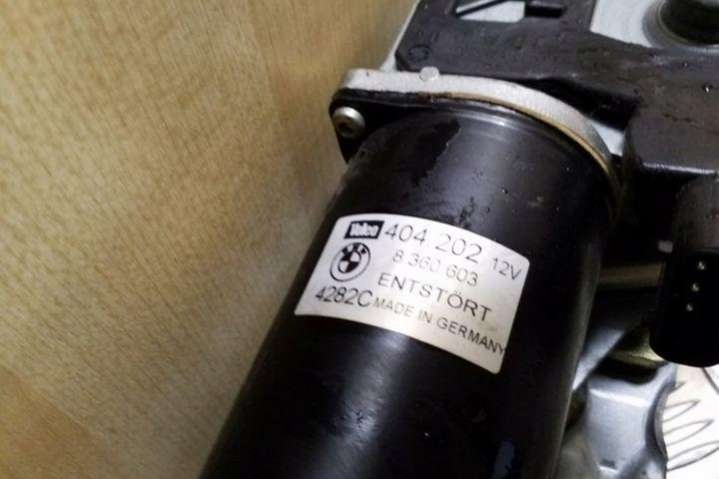 Valeo 404 202 12V
8 360 603
ENTSTÖRT
4282C MADE IN GERMANY